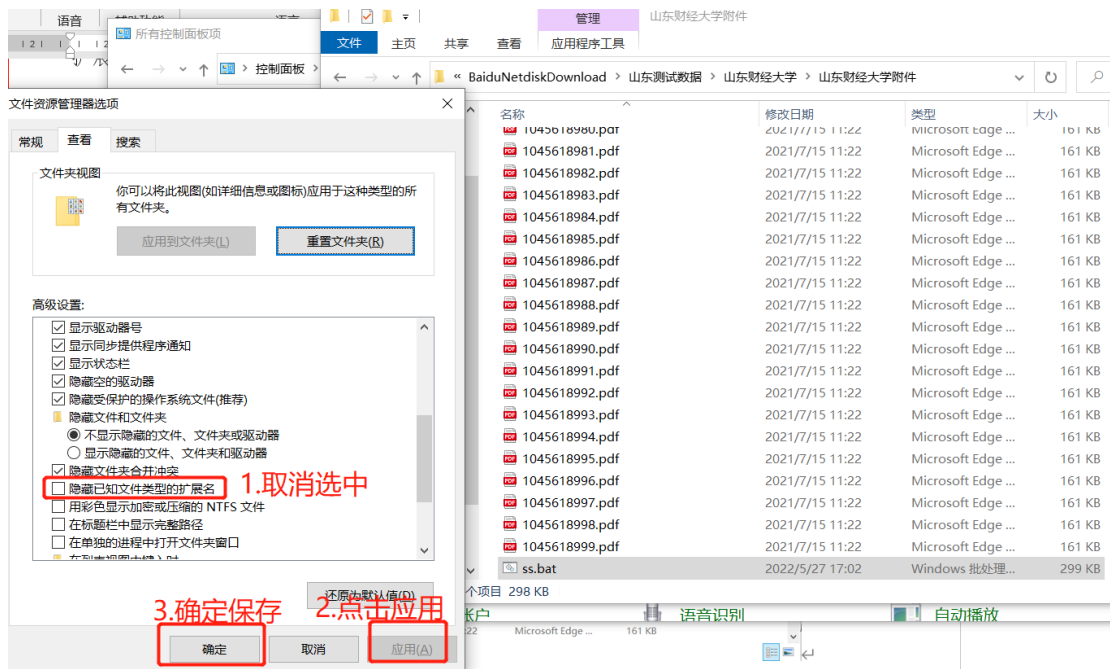 语音
所有控制面板项
控制面板
管理
山东财经大学附件
文件 主页 共享 查看 应用程序工具
« BaiduNetdiskDownload › 山东测试数据 › 山东财经大学 › 山东财经大学附件
文件资源管理器选项
常规 查看 搜索
文件夹视图
你可以将此视图(如详细信息或图标)应用于这种类型的所
有文件夹。
应用到文件夹(L) 重置文件夹(R)
高级设置:
显示驱动器号
显示同步提供程序通知
显示状态栏
隐藏空的驱动器
隐藏受保护的操作系统文件(推荐)
隐藏文件和文件夹
不显示隐藏的文件、文件夹或驱动器
显示隐藏的文件、文件夹和驱动器
隐藏文件夹合并冲突
隐藏已知文件类型的扩展名 1.取消选中
用彩色显示加密或压缩的 NTFS 文件
在标题栏中显示完整路径
在单独的进程中打开文件夹窗口
还原为默认值(D)
3.确定保存 2.点击应用
确定 取消 应用(A)
名称 修改日期 类型 大小
1045618980.pdf 2021/7/15 11:22 Microsoft Edge ... 161 KB
1045618981.pdf 2021/7/15 11:22 Microsoft Edge ... 161 KB
1045618982.pdf 2021/7/15 11:22 Microsoft Edge ... 161 KB
1045618983.pdf 2021/7/15 11:22 Microsoft Edge ... 161 KB
1045618984.pdf 2021/7/15 11:22 Microsoft Edge ... 161 KB
1045618985.pdf 2021/7/15 11:22 Microsoft Edge ... 161 KB
1045618986.pdf 2021/7/15 11:22 Microsoft Edge ... 161 KB
1045618987.pdf 2021/7/15 11:22 Microsoft Edge ... 161 KB
1045618988.pdf 2021/7/15 11:22 Microsoft Edge ... 161 KB
1045618989.pdf 2021/7/15 11:22 Microsoft Edge ... 161 KB
1045618990.pdf 2021/7/15 11:22 Microsoft Edge ... 161 KB
1045618991.pdf 2021/7/15 11:22 Microsoft Edge ... 161 KB
1045618992.pdf 2021/7/15 11:22 Microsoft Edge ... 161 KB
1045618993.pdf 2021/7/15 11:22 Microsoft Edge ... 161 KB
1045618994.pdf 2021/7/15 11:22 Microsoft Edge ... 161 KB
1045618995.pdf 2021/7/15 11:22 Microsoft Edge ... 161 KB
1045618996.pdf 2021/7/15 11:22 Microsoft Edge ... 161 KB
1045618997.pdf 2021/7/15 11:22 Microsoft Edge ... 161 KB
1045618998.pdf 2021/7/15 11:22 Microsoft Edge ... 161 KB
1045618999.pdf 2021/7/15 11:22 Microsoft Edge ... 161 KB
ss.bat 2022/5/27 17:02 Windows 批处理... 299 KB
个项目 298 KB
帐户 语音识别 自动播放
:22 Microsoft Edge ... 161 KB